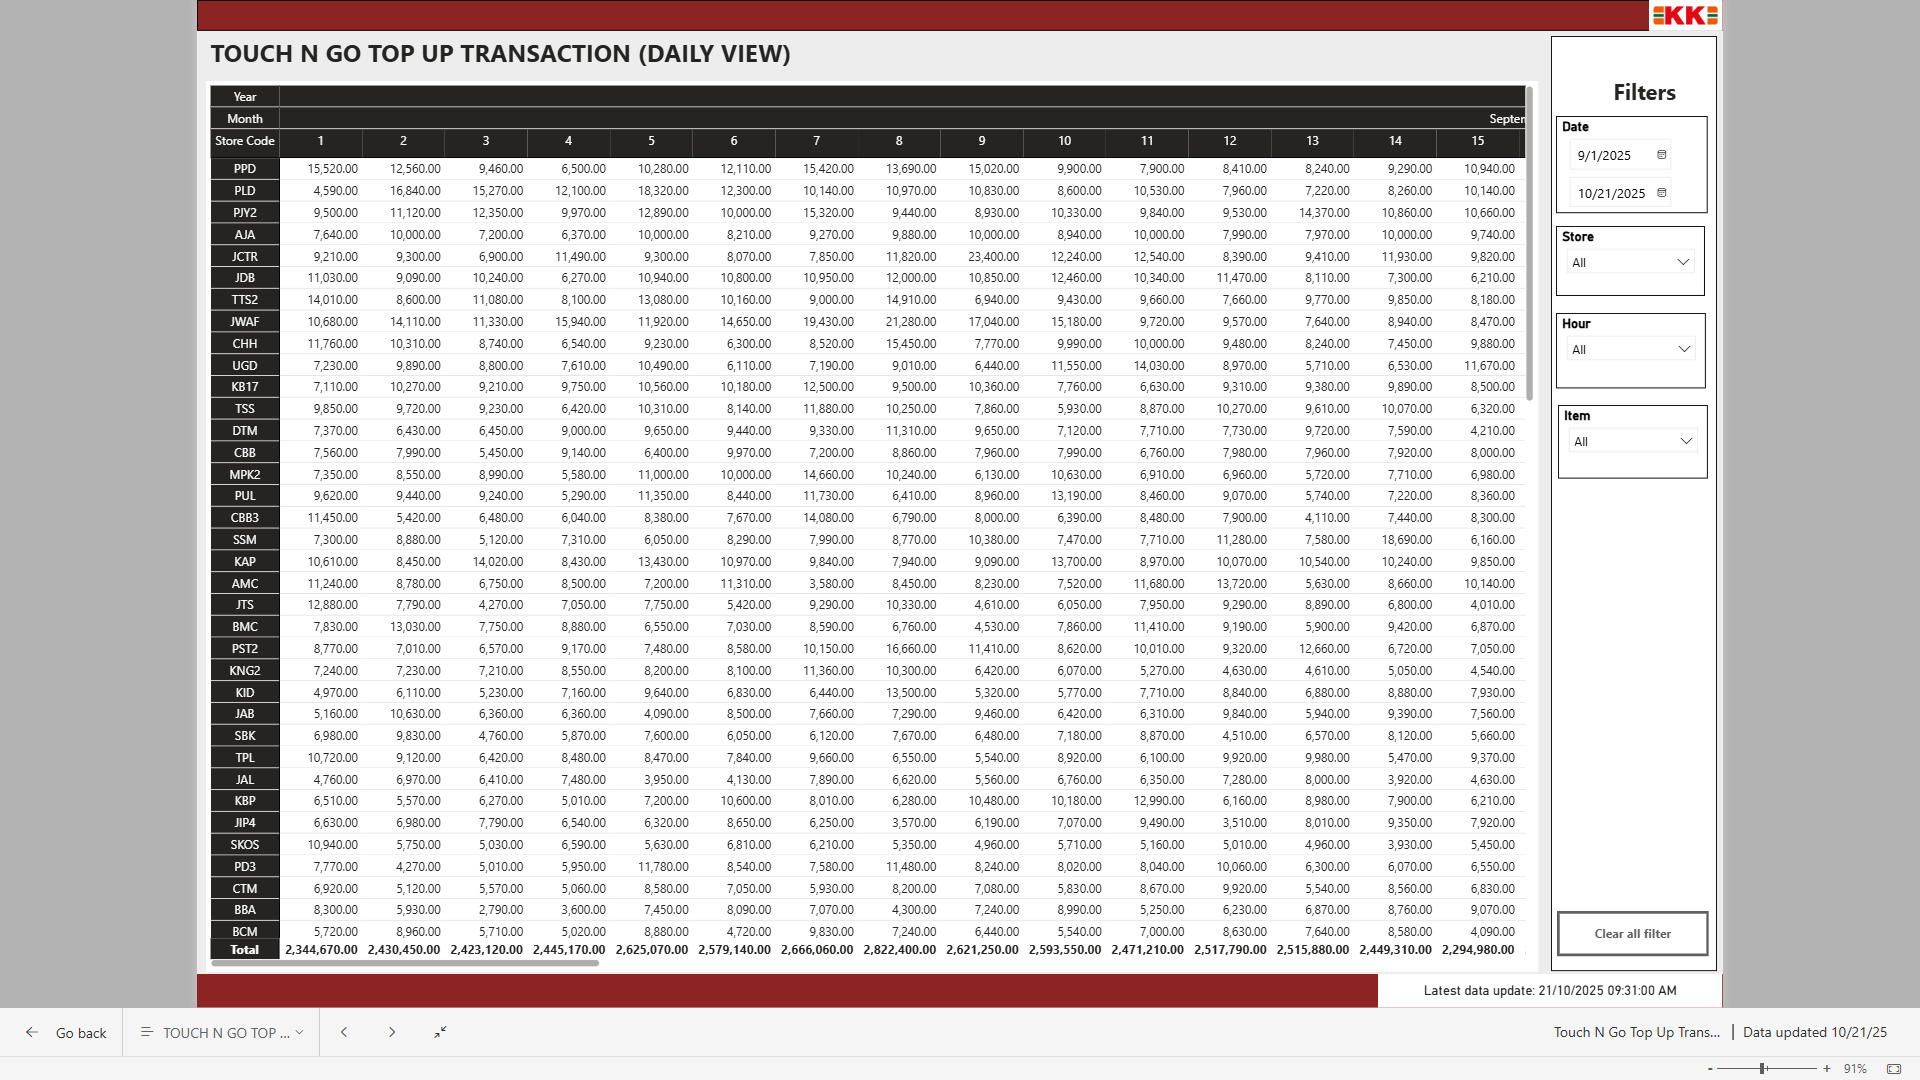 KK
TOUCH N GO TOP UP TRANSACTION (DAILY VIEW)
Year
Month Septem
Store Code 1 2 3 4 5 6 7 8 9 10 11 12 13 14 15
PPD 15,520.00 12,560.00 9,460.00 6,500.00 10,280.00 12,110.00 15,420.00 13,690.00 15,020.00 9,900.00 7,900.00 8,410.00 8,240.00 9,290.00 10,940.00
PLD 4,590.00 16,840.00 15,270.00 12,100.00 18,320.00 12,300.00 10,140.00 10,970.00 10,830.00 8,600.00 10,530.00 7,960.00 7,220.00 8,260.00 10,140.00
PJY2 9,500.00 11,120.00 12,350.00 9,970.00 12,890.00 10,000.00 15,320.00 9,440.00 8,930.00 10,330.00 9,840.00 9,530.00 14,370.00 10,860.00 10,660.00
AJA 7,640.00 10,000.00 7,200.00 6,370.00 10,000.00 8,210.00 9,270.00 9,880.00 10,000.00 8,940.00 10,000.00 7,990.00 7,970.00 10,000.00 9,740.00
JCTR 9,210.00 9,300.00 6,900.00 11,490.00 9,300.00 8,070.00 7,850.00 11,820.00 23,400.00 12,240.00 12,540.00 8,390.00 9,410.00 11,930.00 9,820.00
JDB 11,030.00 9,090.00 10,240.00 6,270.00 10,940.00 10,800.00 10,950.00 12,000.00 10,850.00 12,460.00 10,340.00 11,470.00 8,110.00 7,300.00 6,210.00
TTS2 14,010.00 8,600.00 11,080.00 8,100.00 13,080.00 10,160.00 9,000.00 14,910.00 6,940.00 9,430.00 9,660.00 7,660.00 9,770.00 9,850.00 8,180.00
JWAF 10,680.00 14,110.00 11,330.00 15,940.00 11,920.00 14,650.00 19,430.00 21,280.00 17,040.00 15,180.00 9,720.00 9,570.00 7,640.00 8,940.00 8,470.00
CHH 11,760.00 10,310.00 8,740.00 6,540.00 9,230.00 6,300.00 8,520.00 15,450.00 7,770.00 9,990.00 10,000.00 9,480.00 8,240.00 7,450.00 9,880.00
UGD 7,230.00 9,890.00 8,800.00 7,610.00 10,490.00 6,110.00 7,190.00 9,010.00 6,440.00 11,550.00 14,030.00 8,970.00 5,710.00 6,530.00 11,670.00
KB17 7,110.00 10,270.00 9,210.00 9,750.00 10,560.00 10,180.00 12,500.00 9,500.00 10,360.00 7,760.00 6,630.00 9,310.00 9,380.00 9,890.00 8,500.00
TSS 9,850.00 9,720.00 9,230.00 6,420.00 10,310.00 8,140.00 11,880.00 10,250.00 7,860.00 5,930.00 8,870.00 10,270.00 9,610.00 10,070.00 6,320.00
DTM 7,370.00 6,430.00 6,450.00 9,000.00 9,650.00 9,440.00 9,330.00 11,310.00 9,650.00 7,120.00 7,710.00 7,730.00 9,720.00 7,590.00 4,210.00
CBB 7,560.00 7,990.00 5,450.00 9,140.00 6,400.00 9,970.00 7,200.00 8,860.00 7,960.00 7,990.00 6,760.00 7,980.00 7,960.00 7,920.00 8,000.00
MPK2 7,350.00 8,550.00 8,990.00 5,580.00 11,000.00 10,000.00 14,660.00 10,240.00 6,130.00 10,630.00 6,910.00 6,960.00 5,720.00 7,710.00 6,980.00
PUL 9,620.00 9,440.00 9,240.00 5,290.00 11,350.00 8,440.00 11,730.00 6,410.00 8,960.00 13,190.00 8,460.00 9,070.00 5,740.00 7,220.00 8,360.00
CBB3 11,450.00 5,420.00 6,480.00 6,040.00 8,380.00 7,670.00 14,080.00 6,790.00 8,000.00 6,390.00 8,480.00 7,900.00 4,110.00 7,440.00 8,300.00
SSM 7,300.00 8,880.00 5,120.00 7,310.00 6,050.00 8,290.00 7,990.00 8,770.00 10,380.00 7,470.00 7,710.00 11,280.00 7,580.00 18,690.00 6,160.00
KAP 10,610.00 8,450.00 14,020.00 8,430.00 13,430.00 10,970.00 9,840.00 7,940.00 9,090.00 13,700.00 8,970.00 10,070.00 10,540.00 10,240.00 9,850.00
AMC 11,240.00 8,780.00 6,750.00 8,500.00 7,200.00 11,310.00 3,580.00 8,450.00 8,230.00 7,520.00 11,680.00 13,720.00 5,630.00 8,660.00 10,140.00
JTS 12,880.00 7,790.00 4,270.00 7,050.00 7,750.00 5,420.00 9,290.00 10,330.00 4,610.00 6,050.00 7,950.00 9,290.00 8,890.00 6,800.00 4,010.00
BMC 7,830.00 13,030.00 7,750.00 8,880.00 6,550.00 7,030.00 8,590.00 6,760.00 4,530.00 7,860.00 11,410.00 9,190.00 5,900.00 9,420.00 6,870.00
PST2 8,770.00 7,010.00 6,570.00 9,170.00 7,480.00 8,580.00 10,150.00 16,660.00 11,410.00 8,620.00 10,010.00 9,320.00 12,660.00 6,720.00 7,050.00
KNG2 7,240.00 7,230.00 7,210.00 8,550.00 8,200.00 8,100.00 11,360.00 10,300.00 6,420.00 6,070.00 5,270.00 4,630.00 4,610.00 5,050.00 4,540.00
KID 4,970.00 6,110.00 5,230.00 7,160.00 9,640.00 6,830.00 6,440.00 13,500.00 5,320.00 5,770.00 7,710.00 8,840.00 6,880.00 8,880.00 7,930.00
JAB 5,160.00 10,630.00 6,360.00 6,360.00 4,090.00 8,500.00 7,660.00 7,290.00 9,460.00 6,420.00 6,310.00 9,840.00 5,940.00 9,390.00 7,560.00
SBK 6,980.00 9,830.00 4,760.00 5,870.00 7,600.00 6,050.00 6,120.00 7,670.00 6,480.00 7,180.00 8,870.00 4,510.00 6,570.00 8,120.00 5,660.00
TPL 10,720.00 9,120.00 6,420.00 8,480.00 8,470.00 7,840.00 9,660.00 6,550.00 5,540.00 8,920.00 6,100.00 9,920.00 9,980.00 5,470.00 9,370.00
JAL 4,760.00 6,970.00 6,410.00 7,480.00 3,950.00 4,130.00 7,890.00 6,620.00 5,560.00 6,760.00 6,350.00 7,280.00 8,000.00 3,920.00 4,630.00
KBP 6,510.00 5,570.00 6,270.00 5,010.00 7,200.00 10,600.00 8,010.00 6,280.00 10,480.00 10,180.00 12,990.00 6,160.00 8,980.00 7,900.00 6,210.00
JIP4 6,630.00 6,980.00 7,790.00 6,540.00 6,320.00 8,650.00 6,250.00 3,570.00 6,190.00 7,070.00 9,490.00 3,510.00 8,010.00 9,350.00 7,920.00
SKOS 10,940.00 5,750.00 5,030.00 6,590.00 5,630.00 6,810.00 6,210.00 5,350.00 4,960.00 5,710.00 5,160.00 5,010.00 4,960.00 3,930.00 5,450.00
PD3 7,770.00 4,270.00 5,010.00 5,950.00 11,780.00 8,540.00 7,580.00 11,480.00 8,240.00 8,020.00 8,040.00 10,060.00 6,300.00 6,070.00 6,550.00
CTM 6,920.00 5,120.00 5,570.00 5,060.00 8,580.00 7,050.00 5,930.00 8,200.00 7,080.00 5,830.00 8,670.00 9,920.00 5,540.00 8,560.00 6,830.00
BBA 8,300.00 5,930.00 2,790.00 3,600.00 7,450.00 8,090.00 7,070.00 4,300.00 7,240.00 8,990.00 5,250.00 6,230.00 6,870.00 8,760.00 9,070.00
BCM 5,720.00 8,960.00 5,710.00 5,020.00 8,880.00 4,720.00 9,830.00 7,240.00 6,440.00 5,540.00 7,000.00 8,630.00 7,640.00 8,580.00 4,090.00
Total 2,344,670.00 2,430,450.00 2,423,120.00 2,445,170.00 2,625,070.00 2,579,140.00 2,666,060.00 2,822,400.00 2,621,250.00 2,593,550.00 2,471,210.00 2,517,790.00 2,515,880.00 2,449,310.00 2,294,980.00
Filters
Date
9/1/2025
10/21/2025
Store
All
Hour
All
Item
All
Clear all filter
Latest data update: 21/10/2025 09:31:00 AM
Go back
TOUCH N GO TOP ...
Touch N Go Top Up Trans... | Data updated 10/21/25
- + 91%